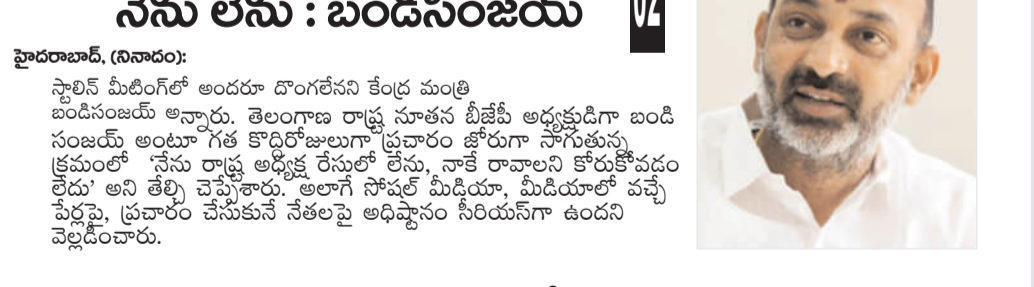 నేను లేను : బండిసంజయ్
02
హైదరాబాద్, (నినాదం):
స్టాలిన్ మీటింగ్‌లో అందరూ దొంగలేనని కేంద్ర మంత్రి
బండిసంజయ్ అన్నారు. తెలంగాణ రాష్ట్ర నూతన బీజేపీ అధ్యక్షుడిగా బండి
సంజయ్ అంటూ గత కొద్దిరోజులుగా ప్రచారం జోరుగా సాగుతున్న
క్రమంలో ‘నేను రాష్ట్ర అధ్యక్ష రేసులో లేను, నాకే రావాలని కోరుకోవడం
లేదు’ అని తేల్చి చెప్పేశారు. అలాగే సోషల్ మీడియా, మీడియాలో వచ్చే
పేర్లపై, ప్రచారం చేసుకునే నేతలపై అధిష్టానం సీరియస్‌గా ఉందని
వెల్లడించారు.